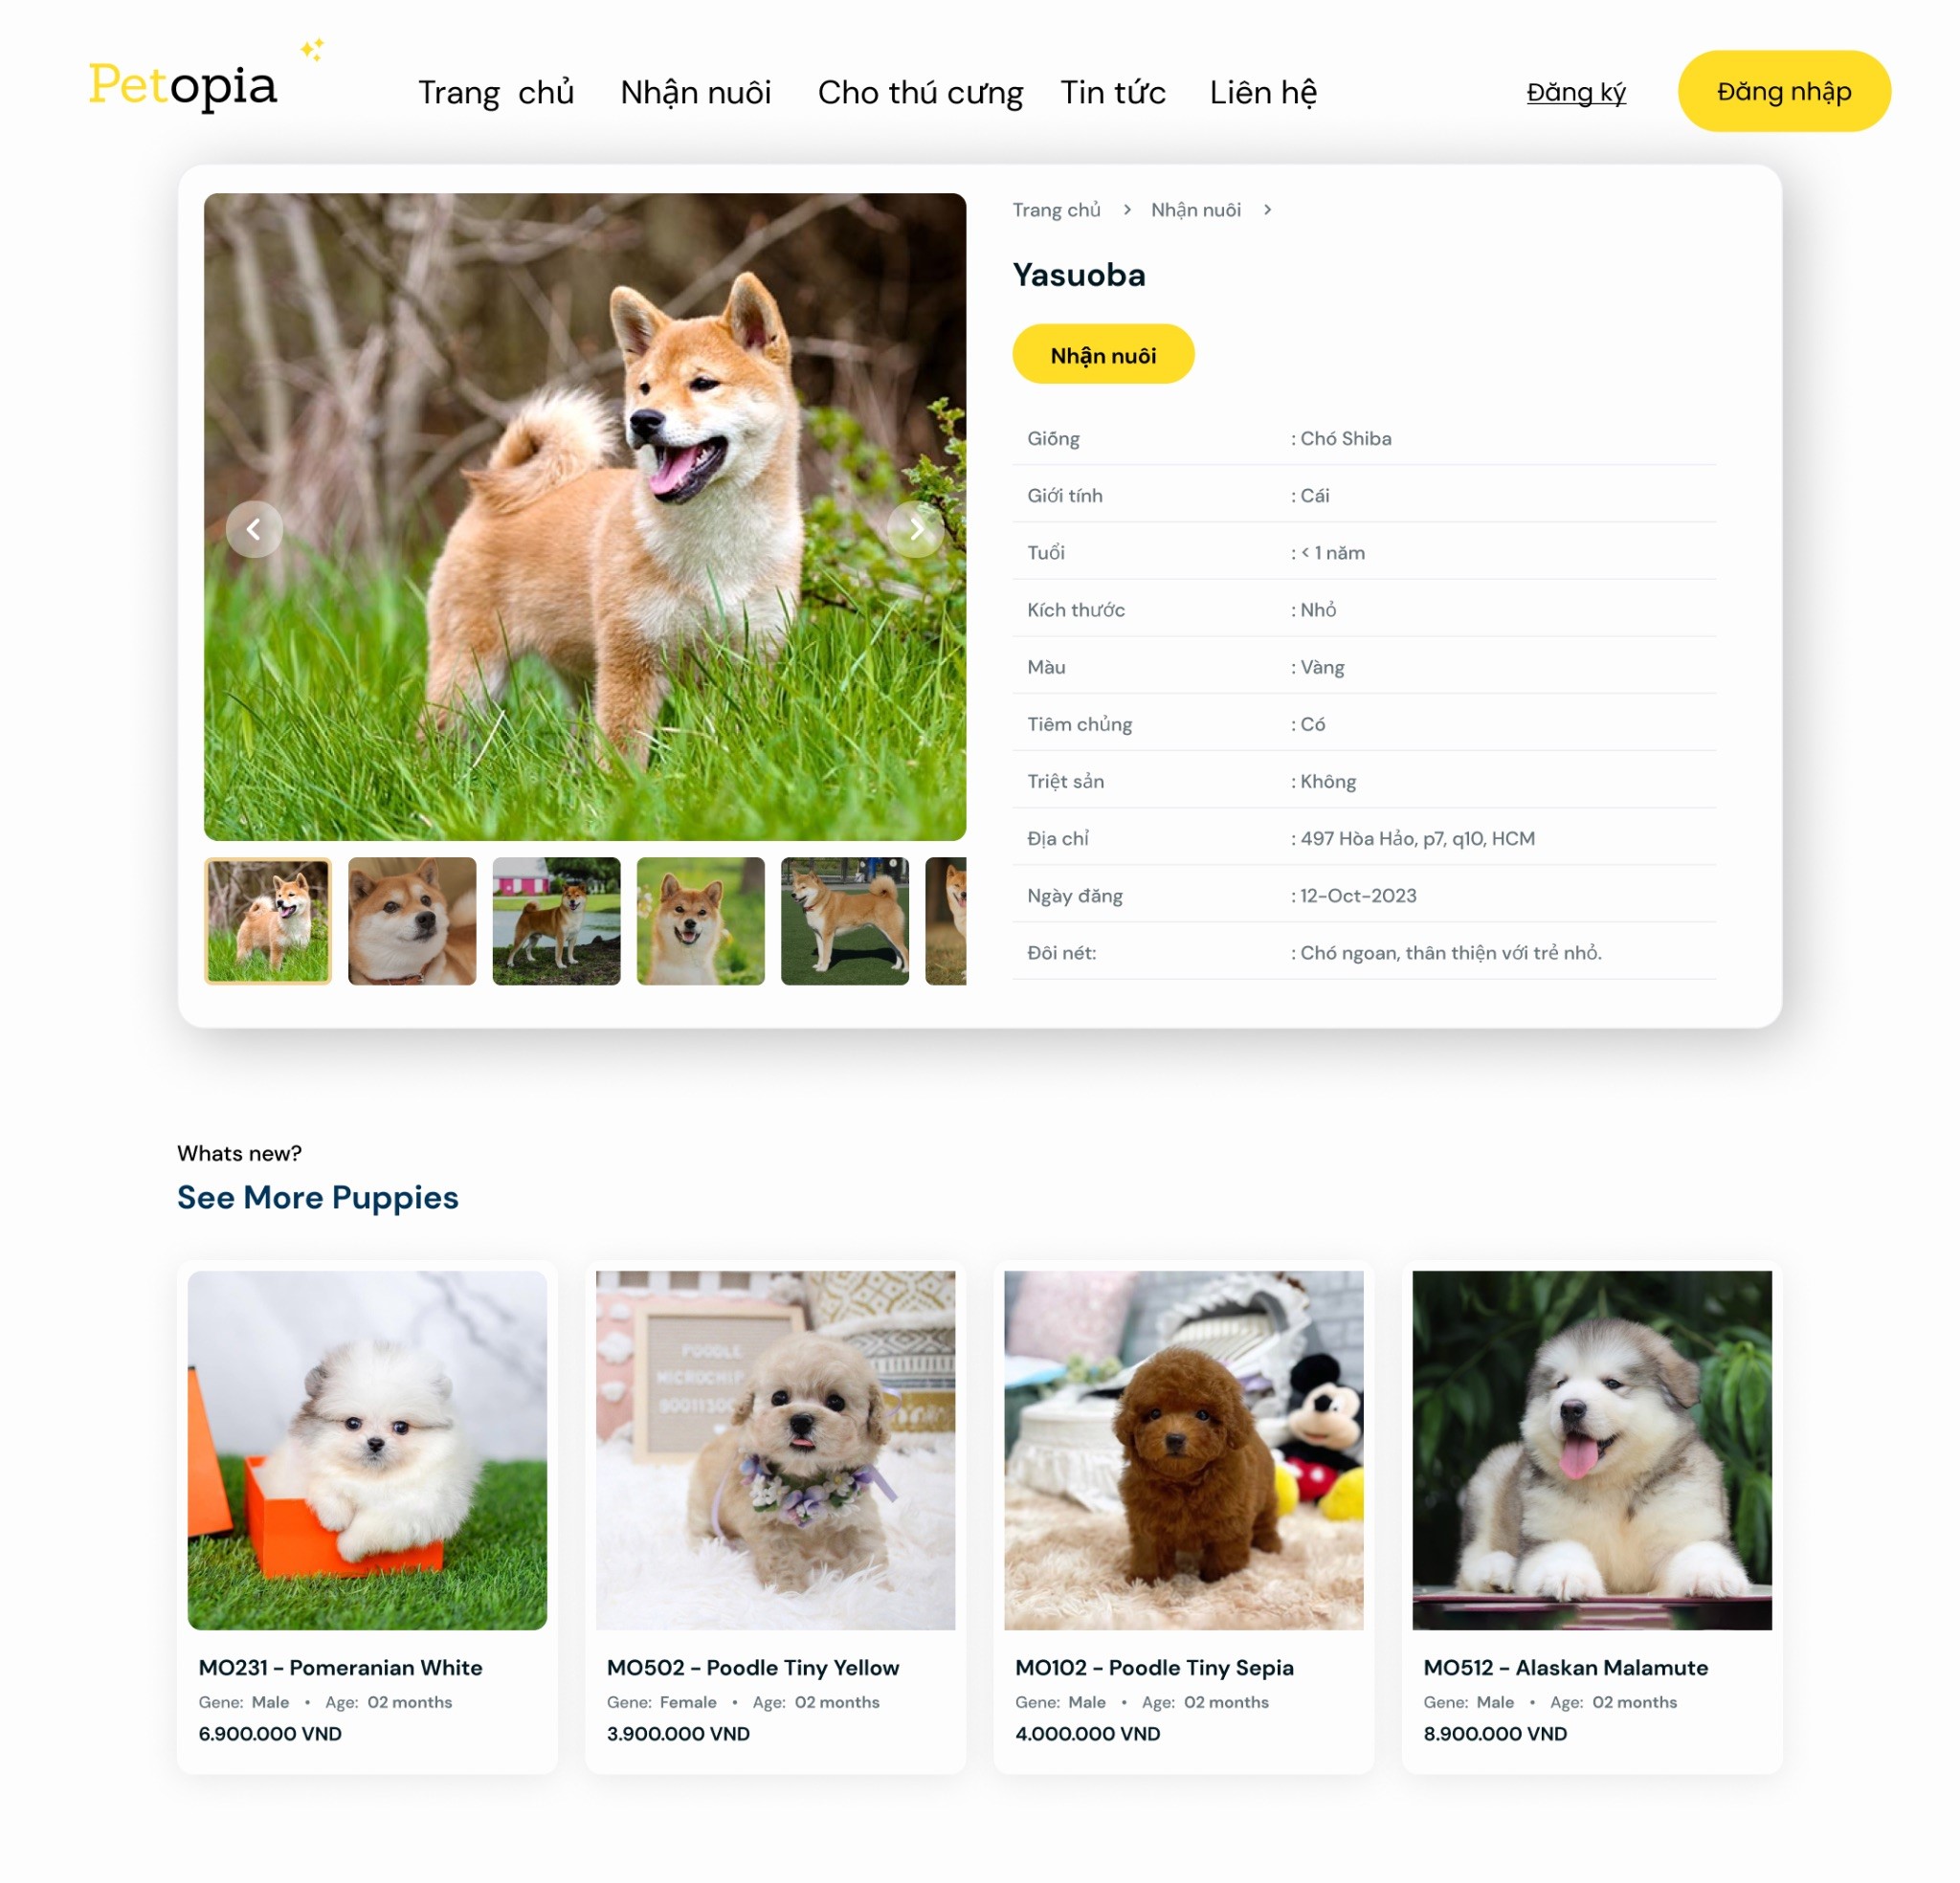 Petopia
Trang chủ Nhận nuôi Cho thú cưng Tin tức Liên hệ Đăng ký Đăng nhập
Trang chủ > Nhận nuôi >
Yasuoba
Nhận nuôi
Giống : Chó Shiba
Giới tính : Cái
Tuổi : < 1 năm
Kích thước : Nhỏ
Màu : Vàng
Tiêm chủng : Có
Triệt sản : Không
Địa chỉ : 497 Hòa Hảo, p7, q10, HCM
Ngày đăng : 12-Oct-2023
Đôi nét: : Chó ngoan, thân thiện với trẻ nhỏ.
Whats new?
See More Puppies
POODLE
MICROCHIP
MO231 - Pomeranian White
Gene: Male • Age: 02 months
6.900.000 VND
MO502 - Poodle Tiny Yellow
Gene: Female • Age: 02 months
3.900.000 VND
MO102 - Poodle Tiny Sepia
Gene: Male • Age: 02 months
4.000.000 VND
MO512 - Alaskan Malamute
Gene: Male • Age: 02 months
8.900.000 VND